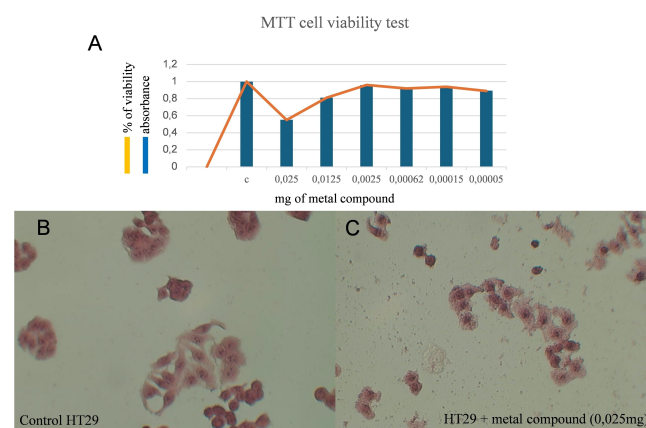 MTT cell viability test
A
% of viability
absorbance
1,2
1
0,8
0,6
0,4
0,2
0
c 0,025 0,0125 0,0025 0,00062 0,00015 0,00005
mg of metal compound
B
C
Control HT29
HT29 + metal compound (0,025mg)